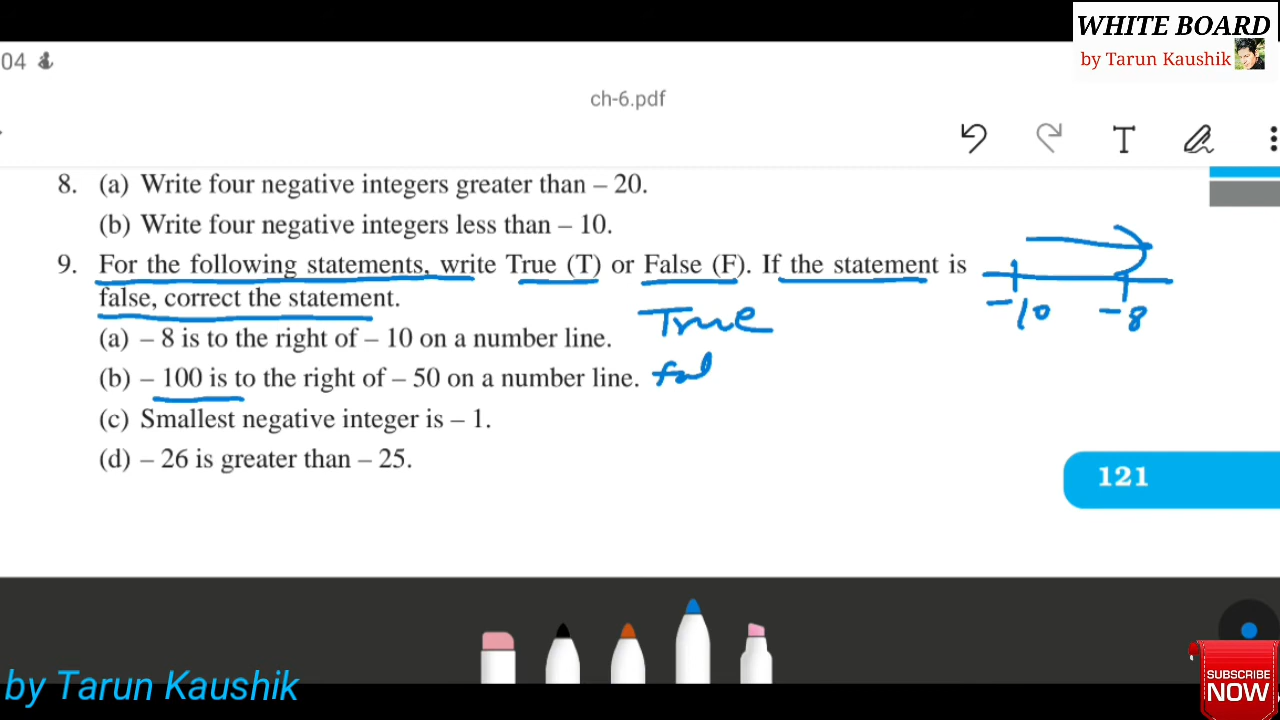 WHITE BOARD
by Tarun Kaushik
04
ch-6.pdf
T
8. (a) Write four negative integers greater than – 20.
(b) Write four negative integers less than – 10.
9. For the following statements, write True (T) or False (F). If the statement is
false, correct the statement.
–10 –8
True
(a) – 8 is to the right of – 10 on a number line.
(b) – 100 is to the right of – 50 on a number line. fal
(c) Smallest negative integer is – 1.
(d) – 26 is greater than – 25.
121
by Tarun Kaushik
SUBSCRIBE
NOW